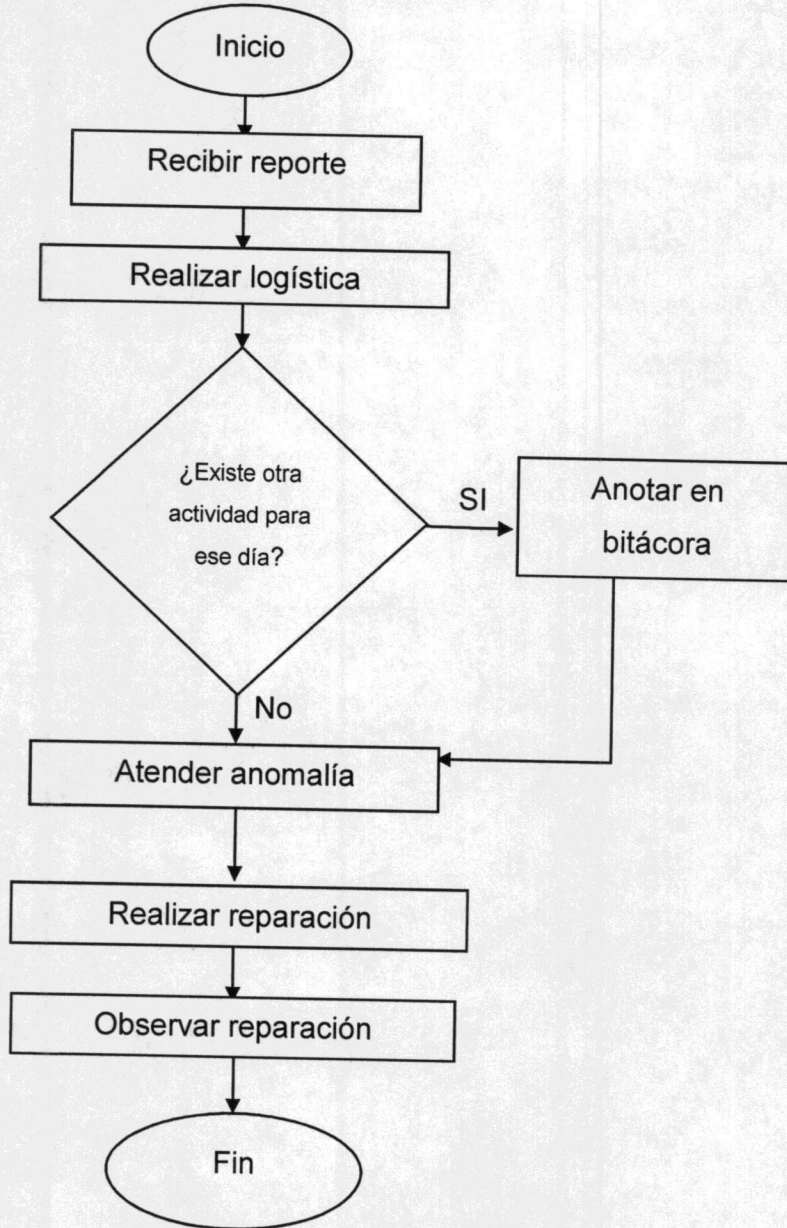 Inicio
Recibir reporte
Realizar logística
¿Existe otra
actividad para
ese día?
SI
Anotar en
bitácora
No
Atender anomalía
Realizar reparación
Observar reparación
Fin